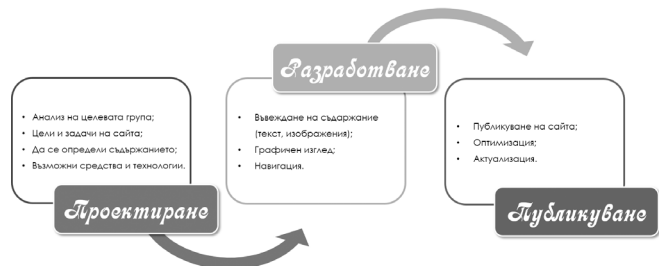 • Анализ на целевата група;
• Цели и задачи на сайта;
• Да се определи съдържанието;
• Възможни средства и технологии.
Проектиране
Разработване
• Въвеждане на съдаржание
(текст, изображения);
• Графичен изглед;
• Навигация.
• Публикуване на сайта;
• Оптимизация;
• Актуализация.
Публикуване